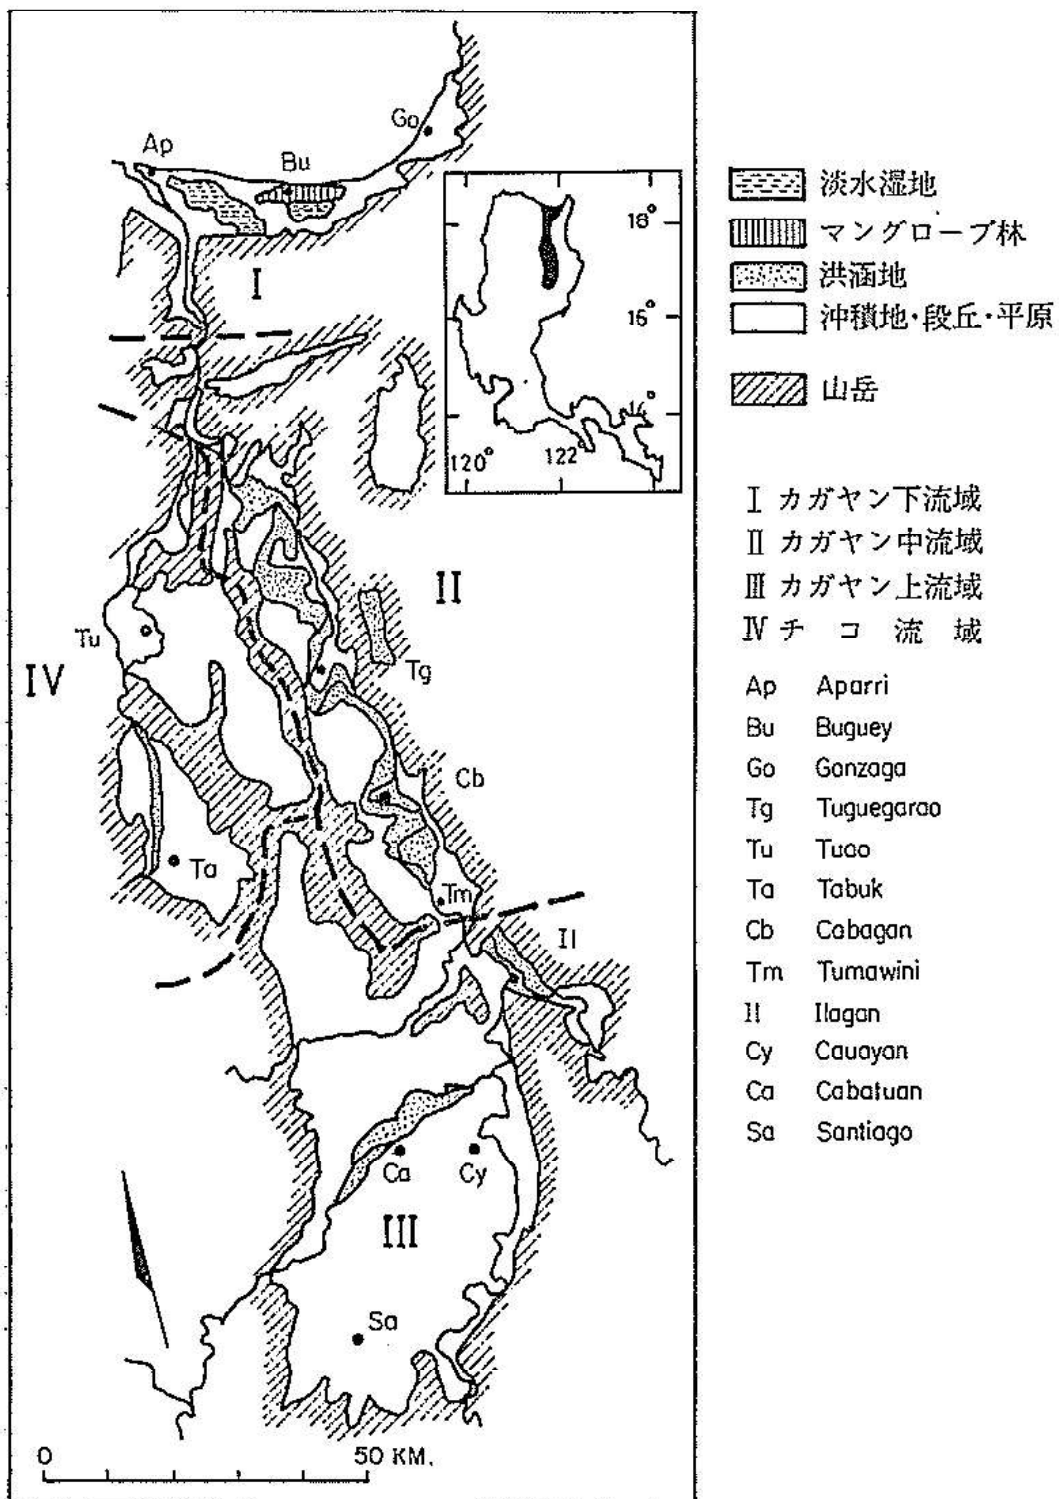 Go
Ap
Bu
I
18°
16°
14°
120°
122°
II
Tu
Tg
IV
Cb
Ta
Tm
Il
Ca
Cy
III
Sa
0
50 KM.
淡水湿地
マングローブ林
洪涵地
沖積地・段丘・平原
山岳
I カガヤン下流域
II カガヤン中流域
III カガヤン上流域
IV チコ流域
Ap Aparri
Bu Buguey
Go Gonzaga
Tg Tuguegarao
Tu Tuao
Ta Tabuk
Cb Cabagan
Tm Tumawini
Il Ilagan
Cy Cauayan
Ca Cabatuan
Sa Santiago